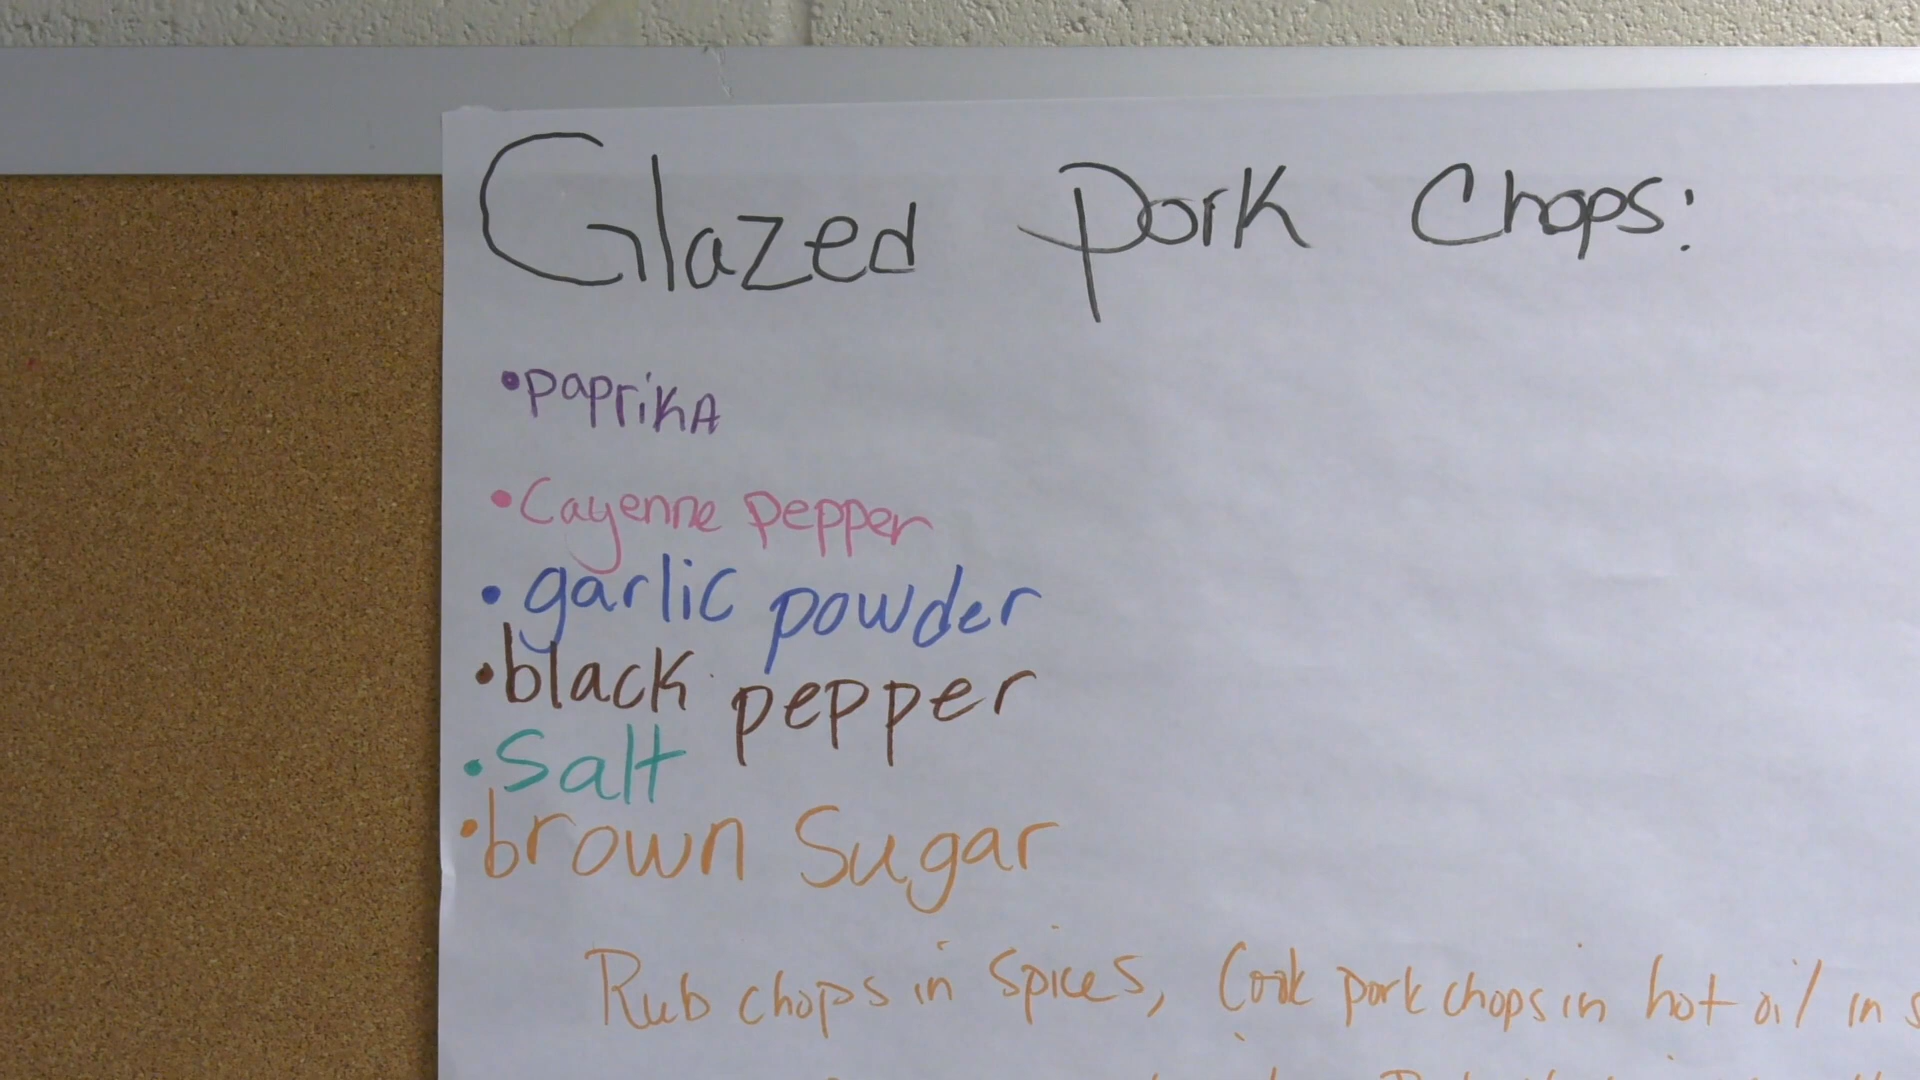 Glazed Pork Chops:
•paprikA
•Cayenne pepper
•garlic powder
•black pepper
•Salt
•brown Sugar
Rub chops in spices, Cook pork chops in hot oil in